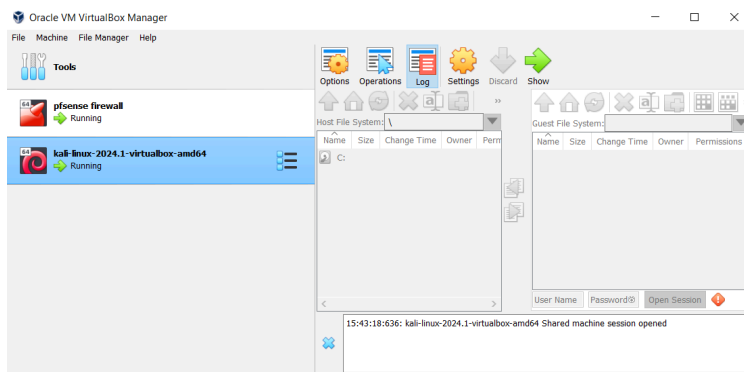 Oracle VM VirtualBox Manager
File Machine File Manager Help
Tools
Options Operations Log Settings Discard Show
64 pfsense firewall
Running
64 kali-linux-2024.1-virtualbox-amd64
Running
Host File System: \
Name Size Change Time Owner Perm
C:
Guest File System:
Name Size Change Time Owner Permissions
User Name Password Open Session
15:43:18:636: kali-linux-2024.1-virtualbox-amd64 Shared machine session opened